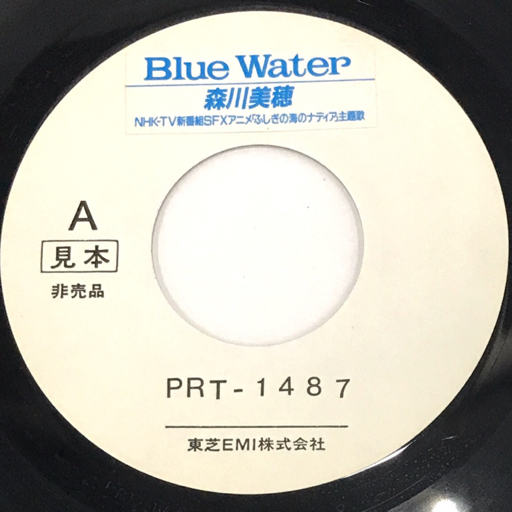 Blue Water
森川美穂
NHK-TV新番組SFXアニメ「ふしぎの海のナディア」主題歌
A
見本
非売品
PRT-1487
東芝EMI株式会社